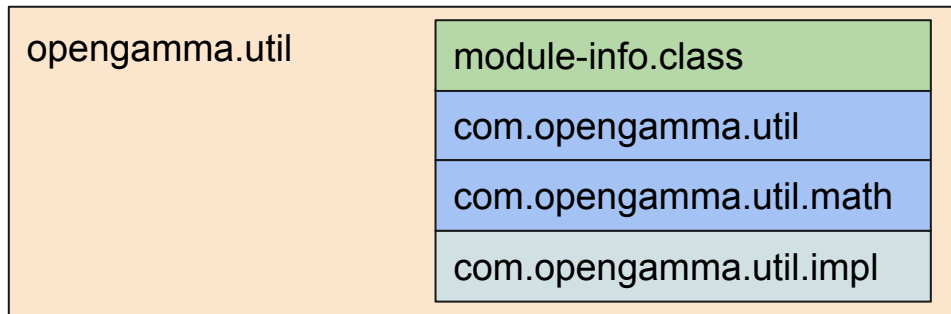 opengamma.util
module-info.class
com.opengamma.util
com.opengamma.util.math
com.opengamma.util.impl